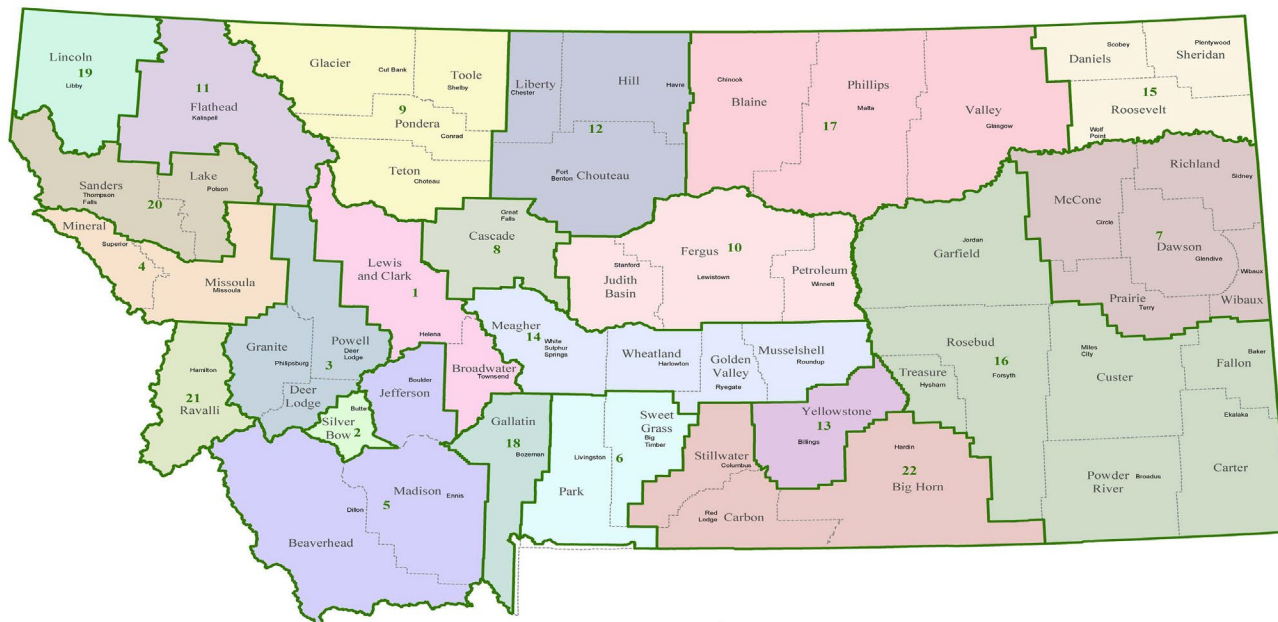 Lincoln
19
Libby
11
Flathead
Kalispell
Glacier
Cut Bank
Toole
Shelby
9
Pondera
Conrad
Teton
Choteau
Liberty
Chester
Hill
Havre
12
Fort
Benton
Chouteau
Chinook
Blaine
Phillips
Malta
17
Valley
Glasgow
Scobey
Daniels
Plentywood
Sheridan
15
Roosevelt
Wolf
Point
Sanders
Thompson
Falls
20
Lake
Polson
Mineral
Superior
4
Missoula
Missoula
Lewis
and Clark
1
Helena
Great
Falls
Cascade
8
Stanford
Judith
Basin
Fergus
10
Lewistown
Petroleum
Winnett
Jordan
Garfield
McCone
Circle
Richland
Sidney
7
Dawson
Glendive
Wibaux
Wibaux
Prairie
Terry
Granite
Philipsburg
Powell
Deer
Lodge
3
Deer
Lodge
Hamilton
21
Ravalli
Butte
Silver
Bow
2
Boulder
Jefferson
Broadwater
Townsend
Meagher
14
White
Sulphur
Springs
Wheatland
Harlowton
Golden
Valley
Ryegate
Musselshell
Roundup
Rosebud
16
Forsyth
Treasure
Hysham
Miles
City
Custer
Baker
Fallon
Ekalaka
Carter
Powder
River
Broadus
Gallatin
18
Bozeman
Livingston
6
Park
Sweet
Grass
Big
Timber
Stillwater
Columbus
Yellowstone
13
Billings
Hardin
22
Big Horn
Red
Lodge
Carbon
Madison
Ennis
5
Dillon
Beaverhead